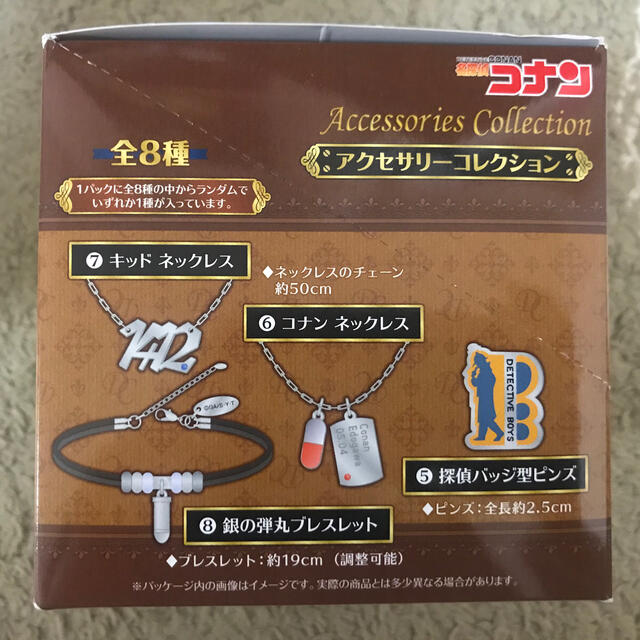 名探偵
CONAN
コナン
Accessories Collection
アクセサリーコレクション
全8種
1パックに全8種の中からランダムで
いずれか1種が入っています。
❼ キッド ネックレス
◆ネックレスのチェーン
約50cm
❻ コナン ネックレス
KID
Conan
Edogawa
05.04
DETECTIVE BOYS
❺ 探偵バッジ型ピンズ
◆ピンズ:全長約2.5cm
❽ 銀の弾丸ブレスレット
◆ブレスレット:約19cm (調整可能)
※パッケージ内の画像はイメージです。実際の商品とは多少異なる場合があります。